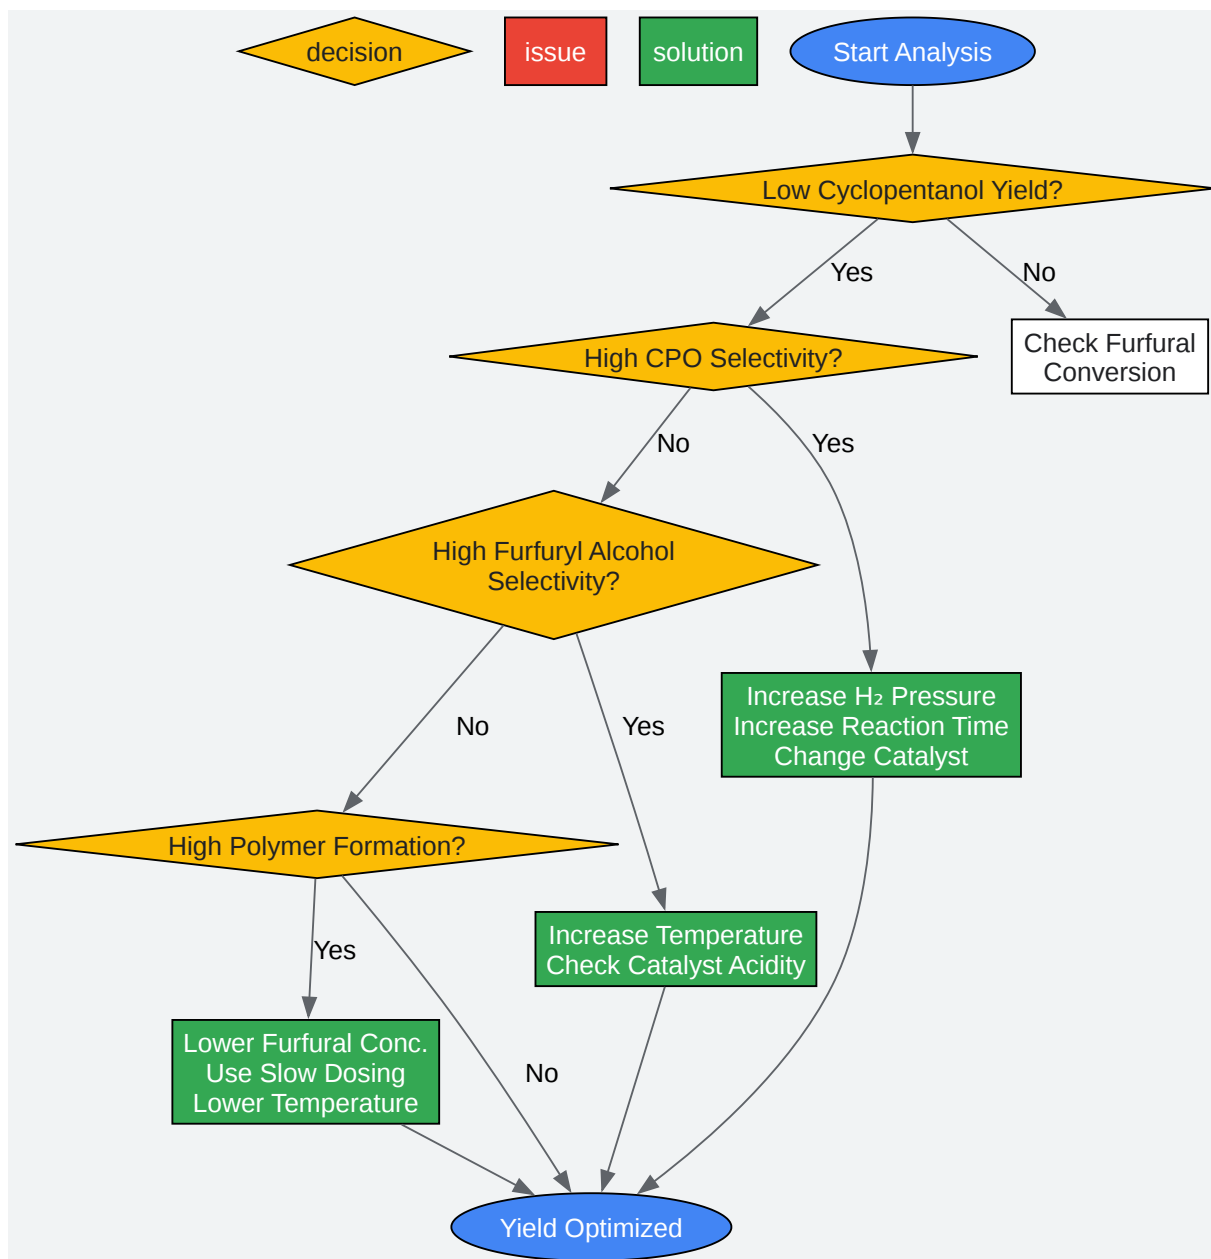 decision
issue
solution
Start Analysis
Low Cyclopentanol Yield?
Yes
No
High CPO Selectivity?
Check Furfural
Conversion
No
Yes
High Furfuryl Alcohol
Selectivity?
No
Yes
Increase H₂ Pressure
Increase Reaction Time
Change Catalyst
High Polymer Formation?
Yes
Increase Temperature
Check Catalyst Acidity
Lower Furfural Conc.
Use Slow Dosing
Lower Temperature
No
Yield Optimized